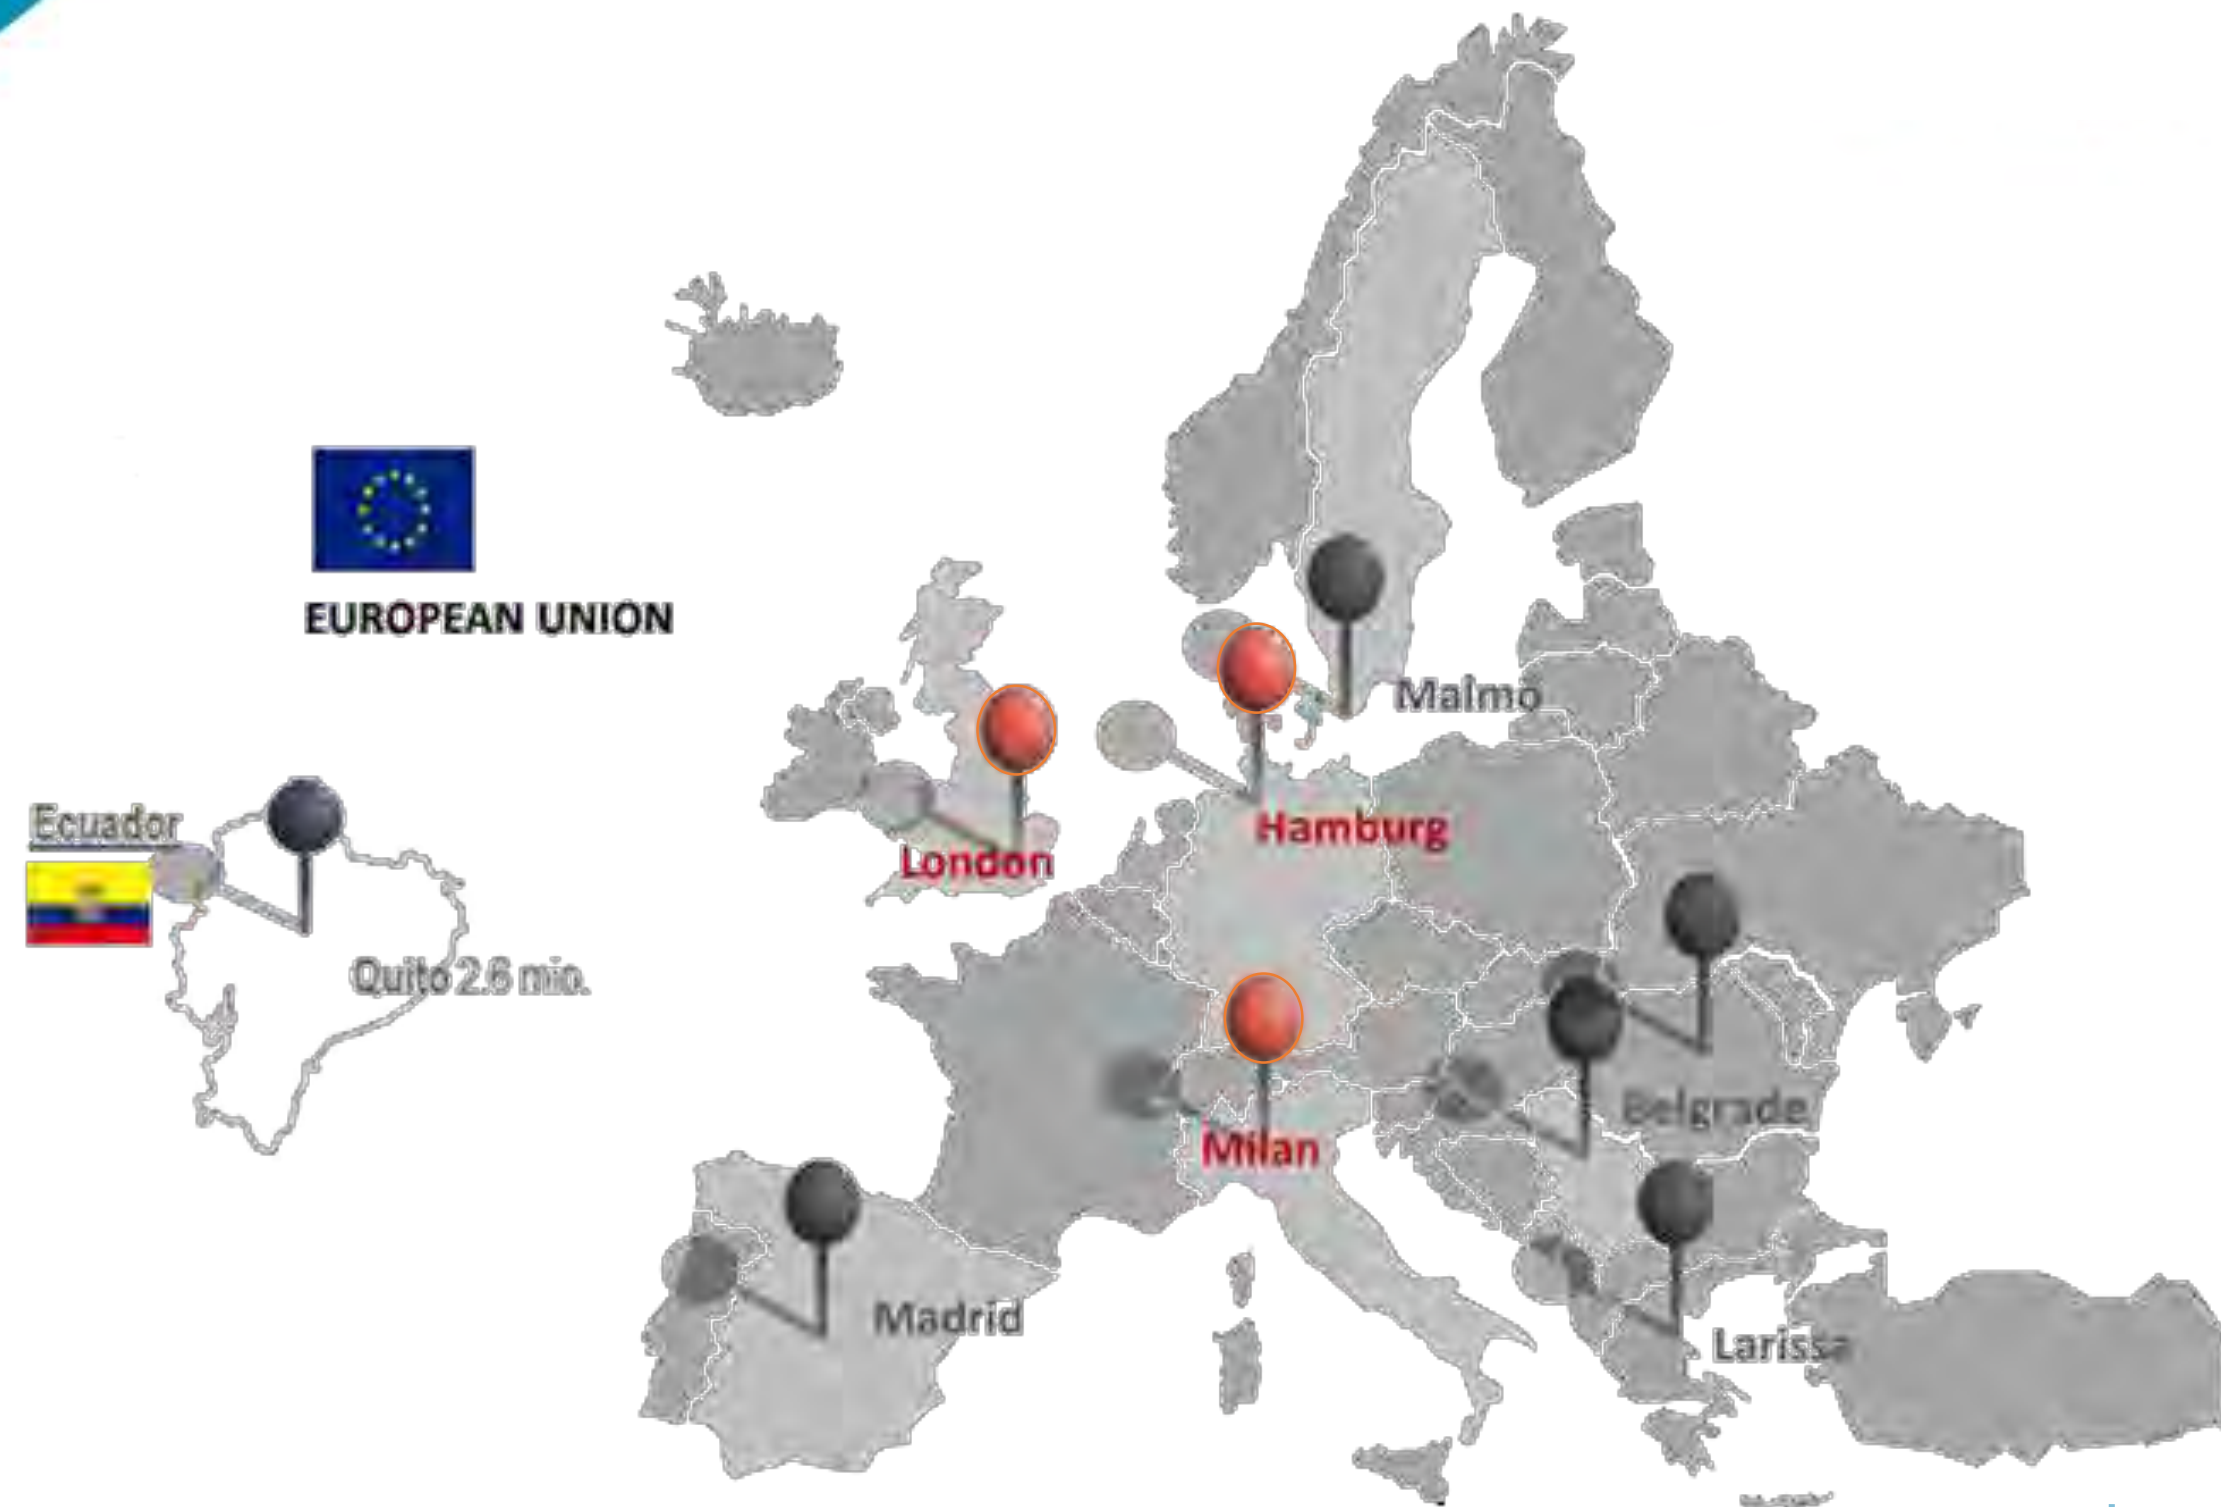 EUROPEAN UNION
Malmo
Ecuador
Hamburg
London
Quito 2.6 mio.
Belgrade
Milan
Madrid
Larissa